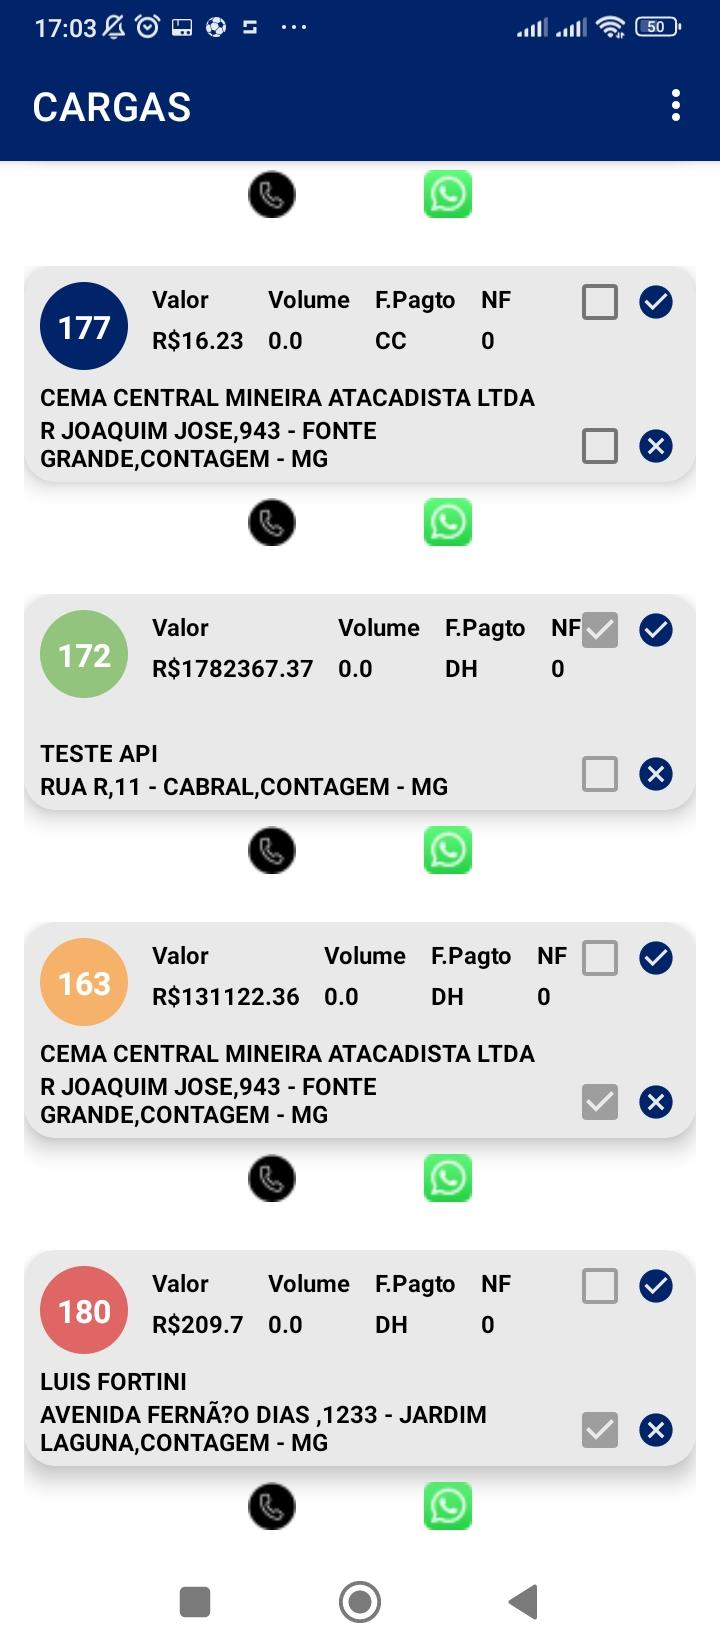 17:03
50
CARGAS
177
Valor Volume F.Pagto NF
R$16.23 0.0 CC 0
CEMA CENTRAL MINEIRA ATACADISTA LTDA
R JOAQUIM JOSE,943 - FONTE
GRANDE,CONTAGEM - MG
172
Valor Volume F.Pagto NF
R$1782367.37 0.0 DH 0
TESTE API
RUA R,11 - CABRAL,CONTAGEM - MG
163
Valor Volume F.Pagto NF
R$131122.36 0.0 DH 0
CEMA CENTRAL MINEIRA ATACADISTA LTDA
R JOAQUIM JOSE,943 - FONTE
GRANDE,CONTAGEM - MG
180
Valor Volume F.Pagto NF
R$209.7 0.0 DH 0
LUIS FORTINI
AVENIDA FERNÃ?O DIAS ,1233 - JARDIM
LAGUNA,CONTAGEM - MG